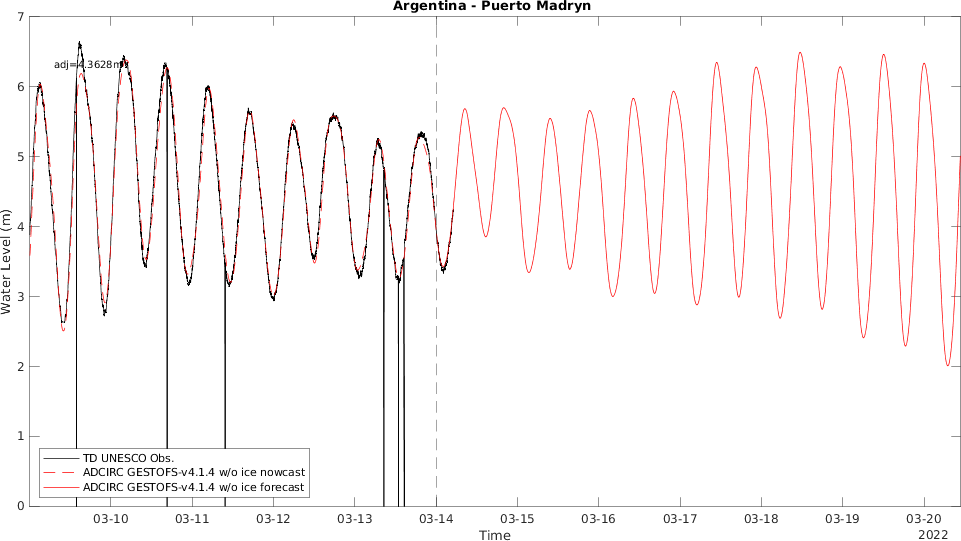 Argentina - Puerto Madryn
7
6
5
4
3
2
1
0
Water Level (m)
adj=4.3628m
TD UNESCO Obs.
ADCIRC GESTOFS-v4.1.4 w/o ice nowcast
ADCIRC GESTOFS-v4.1.4 w/o ice forecast
03-10 03-11 03-12 03-13 03-14 03-15 03-16 03-17 03-18 03-19 03-20
Time
2022